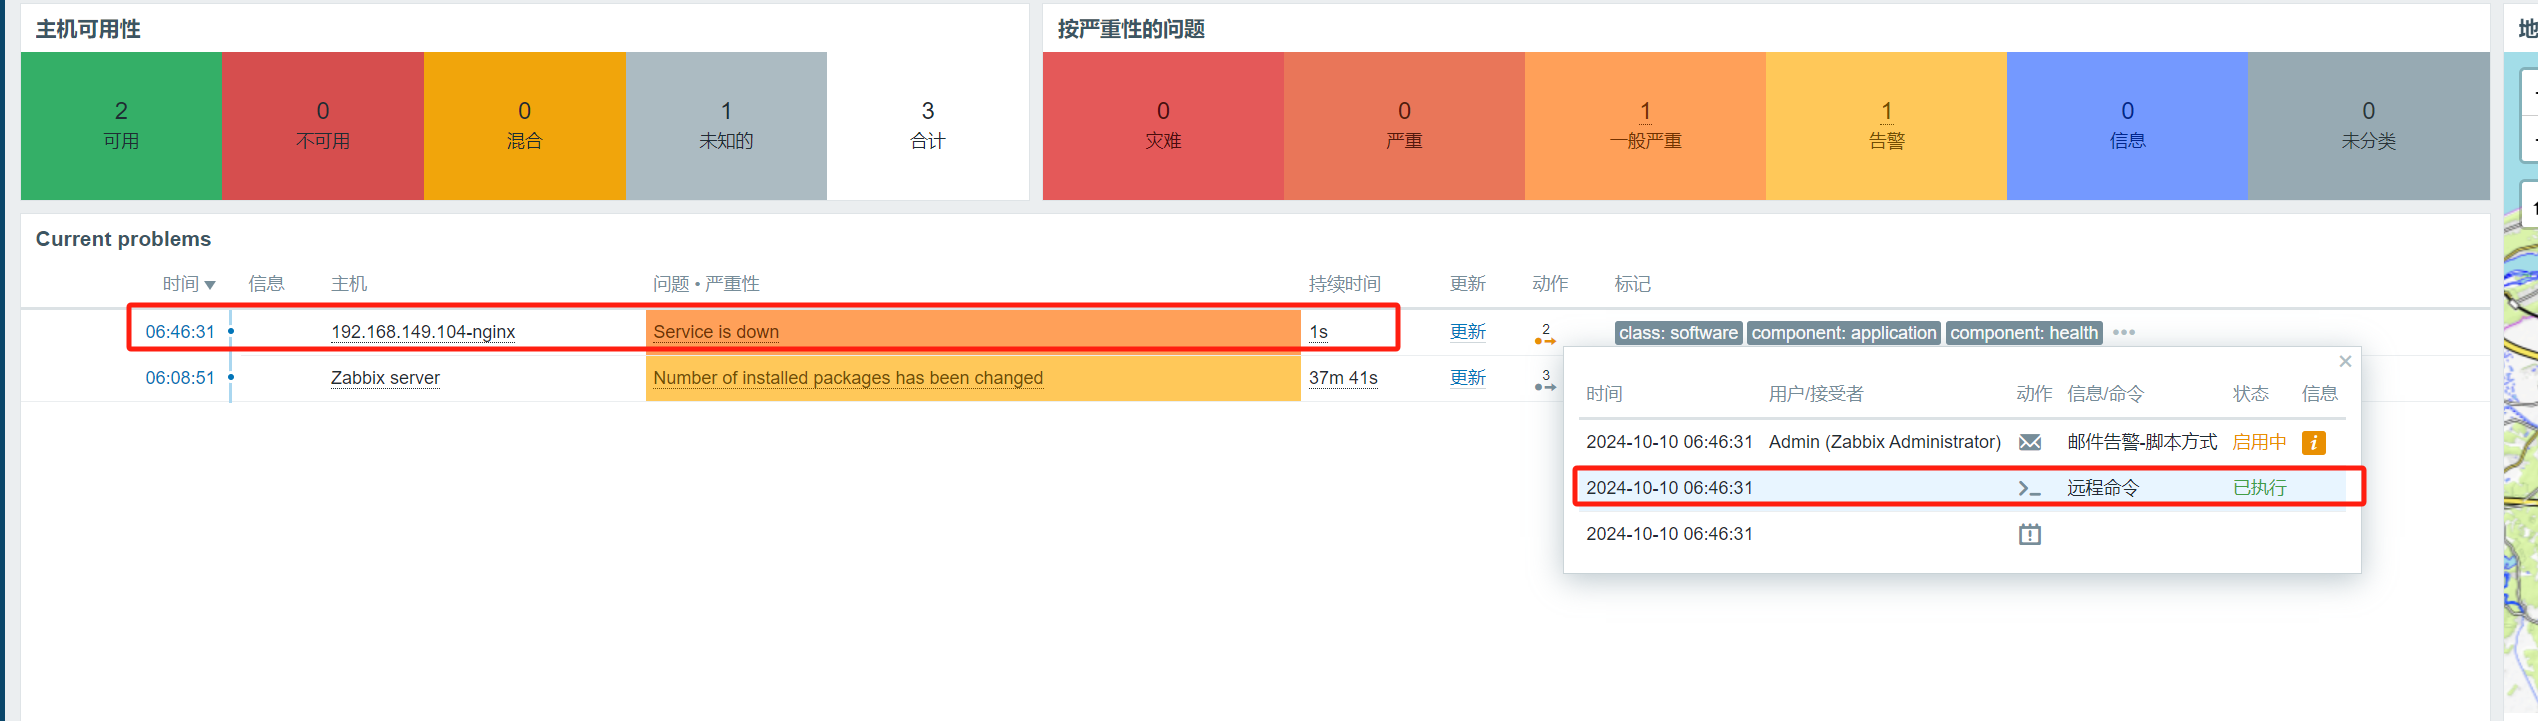 主机可用性
按严重性的问题
地
2
0
0
1
3
0
0
1
1
0
0
可用
不可用
混合
未知的
合计
灾难
严重
一般严重
告警
信息
未分类
Current problems
时间 信息 主机 问题 • 严重性 持续时间 更新 动作 标记
06:46:31 192.168.149.104-nginx Service is down 1s 更新 2 class: software component: application component: health •••
06:08:51 Zabbix server Number of installed packages has been changed 37m 41s 更新 3
时间 用户/接受者 动作 信息/命令 状态 信息
2024-10-10 06:46:31 Admin (Zabbix Administrator) 邮件告警-脚本方式 启用中 i
2024-10-10 06:46:31 远程命令 已执行
2024-10-10 06:46:31